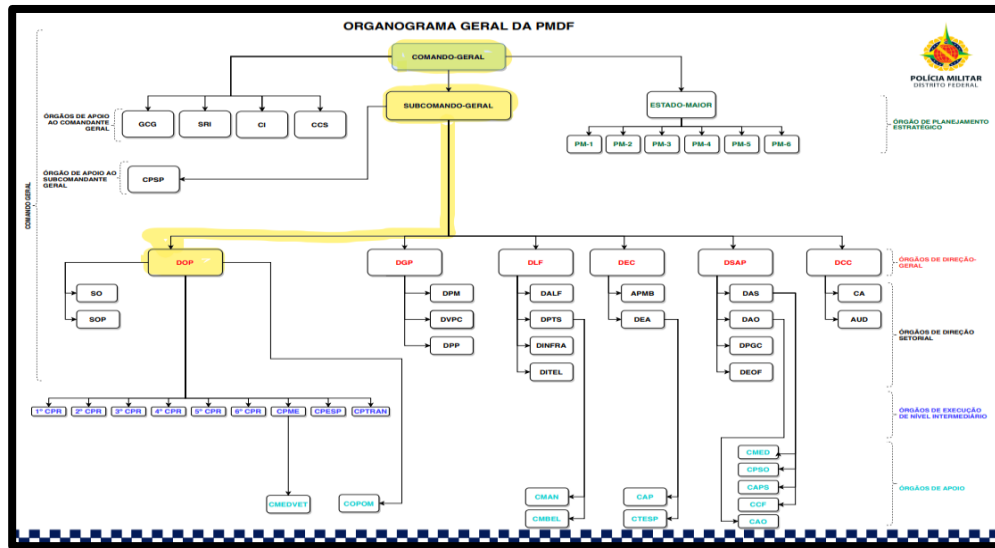 ORGANOGRAMA GERAL DA PMDF
POLÍCIA MILITAR
DISTRITO FEDERAL
COMANDO-GERAL
SUBCOMANDO-GERAL
ESTADO-MAIOR
ÓRGÃOS DE APOIO
AO COMANDANTE
GERAL
GCG
SRI
CI
CCS
PM-1
PM-2
PM-3
PM-4
PM-5
PM-6
ÓRGÃO DE PLANEJAMENTO
ESTRATÉGICO
ÓRGÃO DE APOIO AO
SUBCOMANDANTE
GERAL
CPSP
COMANDO GERAL
DOP
DGP
DLF
DEC
DSAP
DCC
ÓRGÃOS DE DIREÇÃO-
GERAL
SO
SOP
DPM
DVPC
DPP
DALF
DPTS
DINFRA
DITEL
APMB
DEA
DAS
DAO
DPGC
DEOF
CA
AUD
ÓRGÃOS DE DIREÇÃO
SETORIAL
1º CPR
2º CPR
3º CPR
4º CPR
5º CPR
6º CPR
CPME
CPESP
CPTRAN
ÓRGÃOS DE EXECUÇÃO
DE NÍVEL INTERMEDIÁRIO
CMEDVET
COPOM
CMAN
CMBEL
CAP
CTESP
CMED
CPSO
CAPS
CCF
CAO
ÓRGÃOS DE APOIO